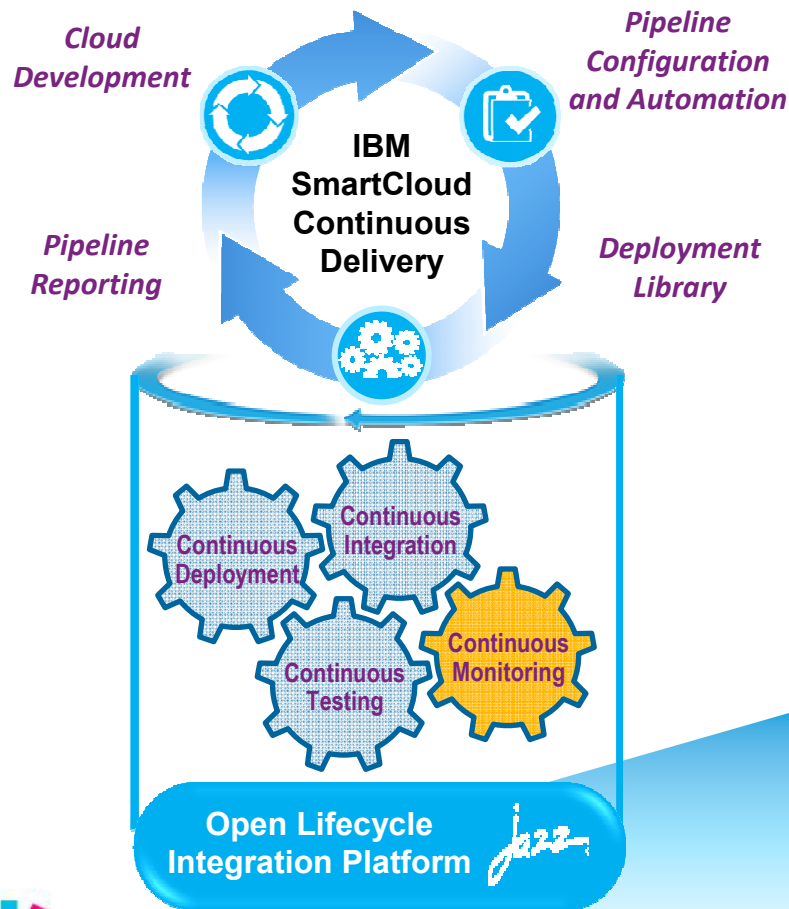 Cloud
Development
Pipeline
Configuration
and Automation
IBM
SmartCloud
Continuous
Delivery
Pipeline
Reporting
Deployment
Library
Continuous
Integration
Continuous
Deployment
Continuous
Monitoring
Continuous
Testing
Open Lifecycle
Integration Platform
jazz